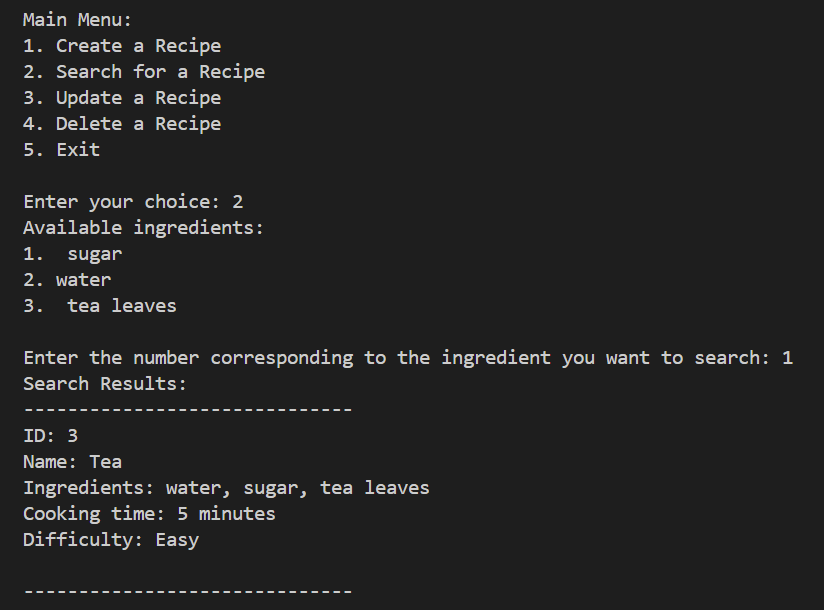 Main Menu:
1. Create a Recipe
2. Search for a Recipe
3. Update a Recipe
4. Delete a Recipe
5. Exit

Enter your choice: 2
Available ingredients:
1.  sugar
2. water
3.  tea leaves

Enter the number corresponding to the ingredient you want to search: 1
Search Results:
------------------------------
ID: 3
Name: Tea
Ingredients: water, sugar, tea leaves
Cooking time: 5 minutes
Difficulty: Easy

------------------------------